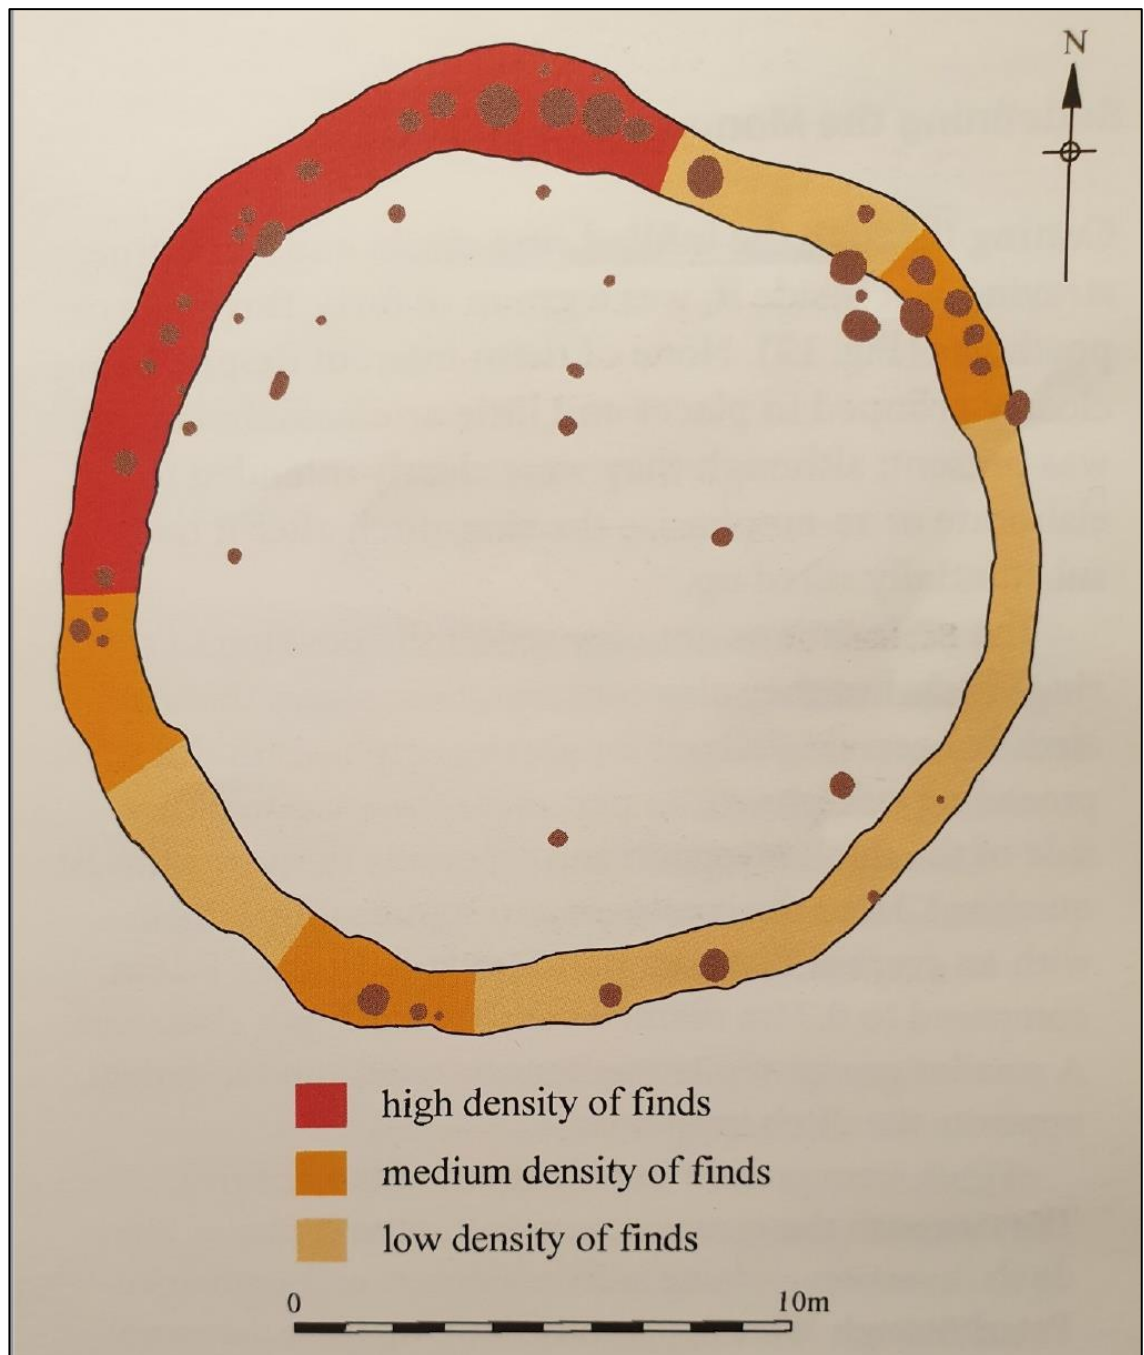 N
high density of finds
medium density of finds
low density of finds
0 10m